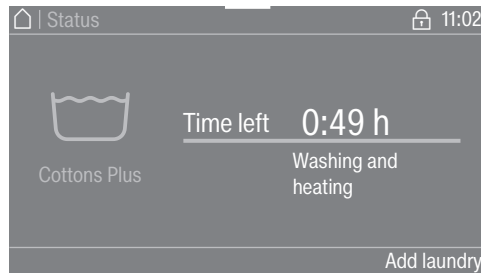 | Status 11:02
Time left 0:49 h
Cottons Plus
Washing and
heating
Add laundry